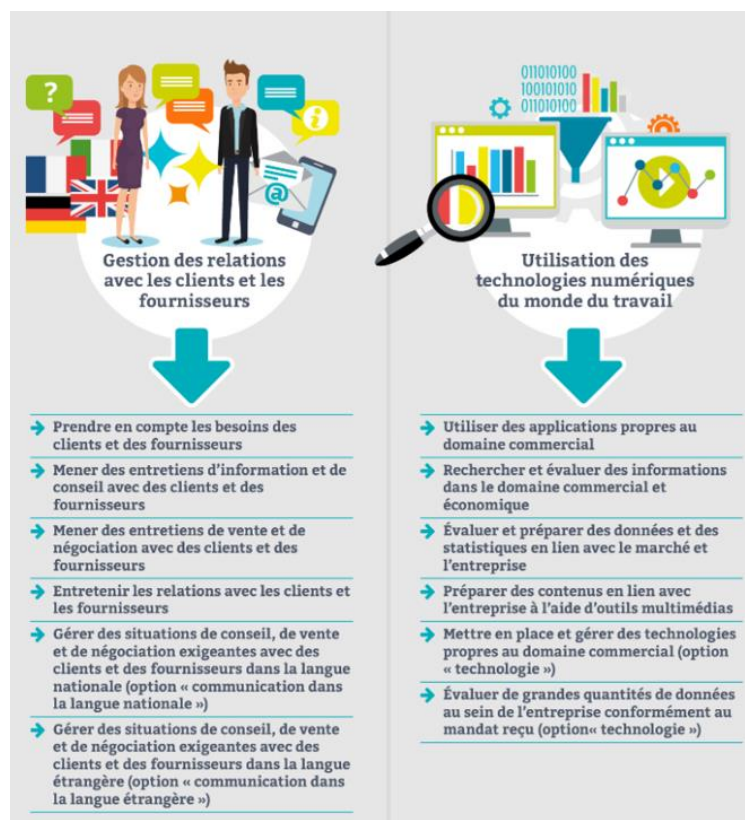 ?
i
@
Gestion des relations
avec les clients et les
fournisseurs
Prendre en compte les besoins des
clients et des fournisseurs
Mener des entretiens d'information et de
conseil avec des clients et des
fournisseurs
Mener des entretiens de vente et de
négociation avec des clients et des
fournisseurs
Entretenir les relations avec les clients et
les fournisseurs
Gérer des situations de conseil, de vente
et de négociation exigeantes avec des
clients et des fournisseurs dans la langue
nationale (option « communication dans
la langue nationale »)
Gérer des situations de conseil, de vente
et de négociation exigeantes avec des
clients et des fournisseurs dans la langue
étrangère (option « communication dans
la langue étrangère »)
011010100
100101010
011010100
Utilisation des
technologies numériques
du monde du travail
Utiliser des applications propres au
domaine commercial
Rechercher et évaluer des informations
dans le domaine commercial et
économique
Évaluer et préparer des données et des
statistiques en lien avec le marché et
l'entreprise
Préparer des contenus en lien avec
l'entreprise à l'aide d'outils multimédias
Mettre en place et gérer des technologies
propres au domaine commercial (option
« technologie »)
Évaluer de grandes quantités de données
au sein de l'entreprise conformément au
mandat reçu (option« technologie »)